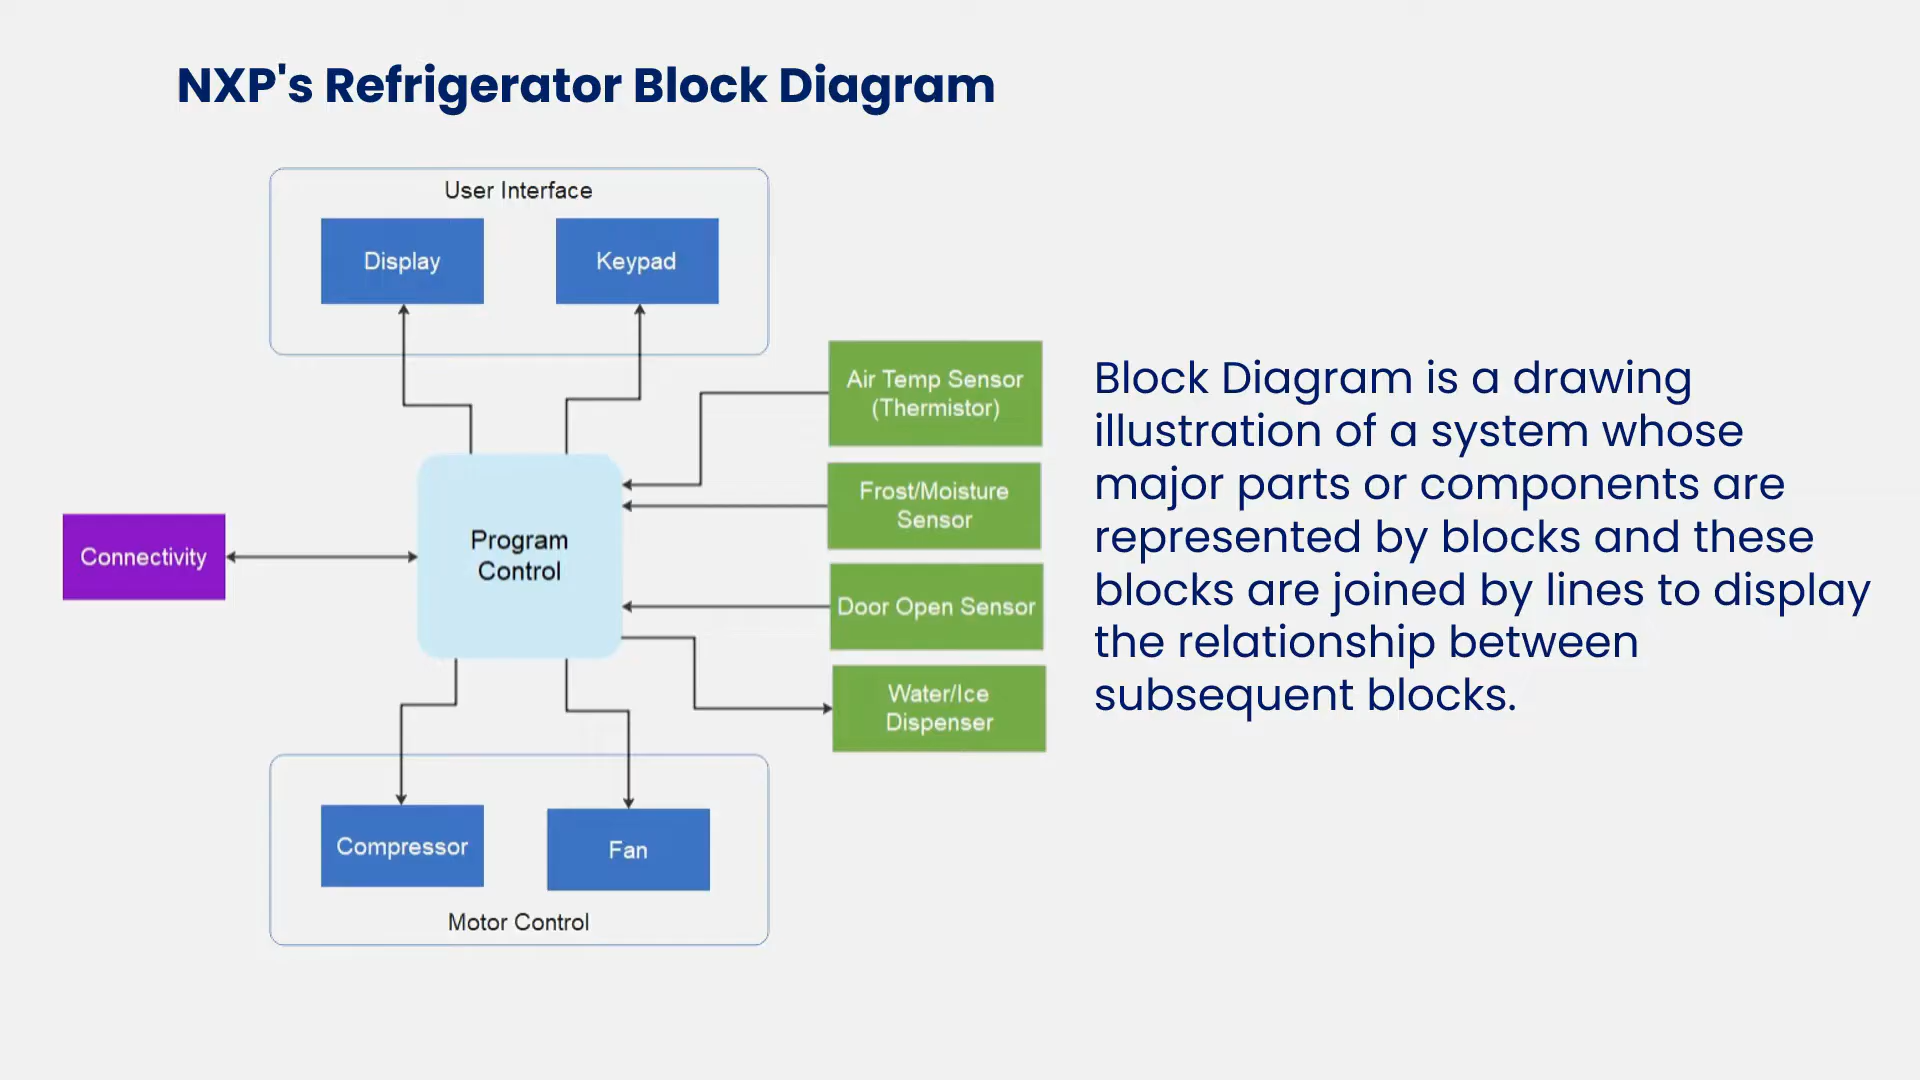 NXP's Refrigerator Block Diagram
User Interface
Display
Keypad
Air Temp Sensor
(Thermistor)
Frost/Moisture
Sensor
Program
Control
Connectivity
Door Open Sensor
Water/Ice
Dispenser
Compressor
Fan
Motor Control
Block Diagram is a drawing
illustration of a system whose
major parts or components are
represented by blocks and these
blocks are joined by lines to display
the relationship between
subsequent blocks.